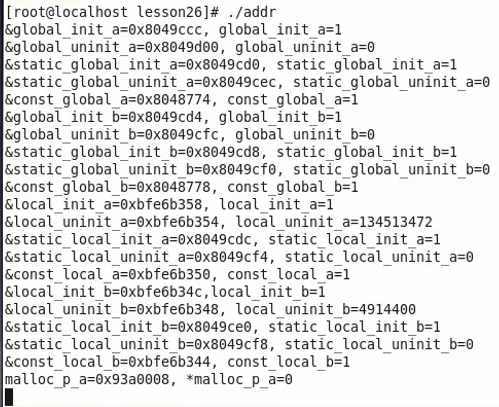 [root@localhost lesson26]# ./addr
&global_init_a=0x8049ccc, global_init_a=1
&global_uninit_a=0x8049d00, global_uninit_a=0
&static_global_init_a=0x8049cd0, static_global_init_a=1
&static_global_uninit_a=0x8049cec, static_global_uninit_a=0
&const_global_a=0x8048774, const_global_a=1
&global_init_b=0x8049cd4, global_init_b=1
&global_uninit_b=0x8049cfc, global_uninit_b=0
&static_global_init_b=0x8049cd8, static_global_init_b=1
&static_global_uninit_b=0x8049cf0, static_global_uninit_b=0
&const_global_b=0x8048778, const_global_b=1
&local_init_a=0xbfe6b358, local_init_a=1
&local_uninit_a=0xbfe6b354, local_uninit_a=134513472
&static_local_init_a=0x8049cdc, static_local_init_a=1
&static_local_uninit_a=0x8049cf4, static_local_uninit_a=0
&const_local_a=0xbfe6b350, const_local_a=1
&local_init_b=0xbfe6b34c,local_init_b=1
&local_uninit_b=0xbfe6b348, local_uninit_b=4914400
&static_local_init_b=0x8049ce0, static_local_init_b=1
&static_local_uninit_b=0x8049cf8, static_local_uninit_b=0
&const_local_b=0xbfe6b344, const_local_b=1
malloc_p_a=0x93a0008, *malloc_p_a=0